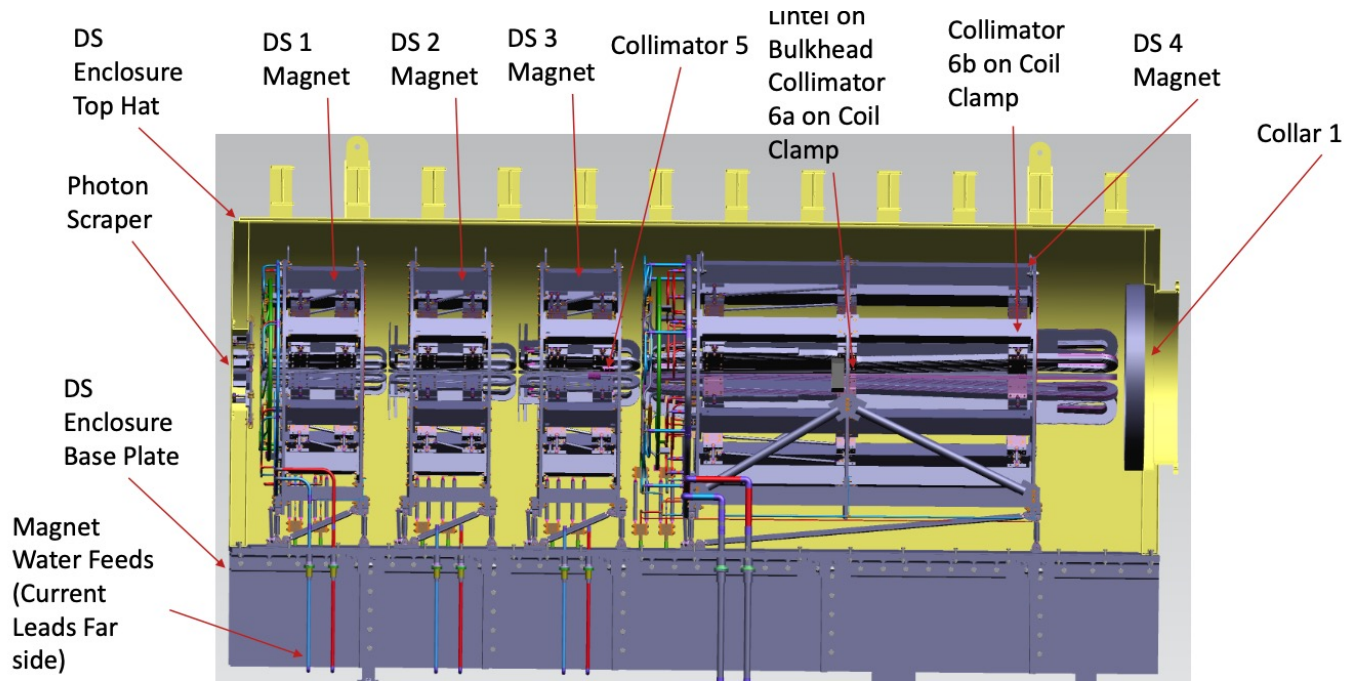 DS
Enclosure
Top Hat
DS 1
Magnet
DS 2
Magnet
DS 3
Magnet
Collimator 5
Lintel on
Bulkhead
Collimator
6a on Coil
Clamp
Collimator
6b on Coil
Clamp
DS 4
Magnet
Collar 1
Photon
Scraper
DS
Enclosure
Base Plate
Magnet
Water Feeds
(Current
Leads Far
side)